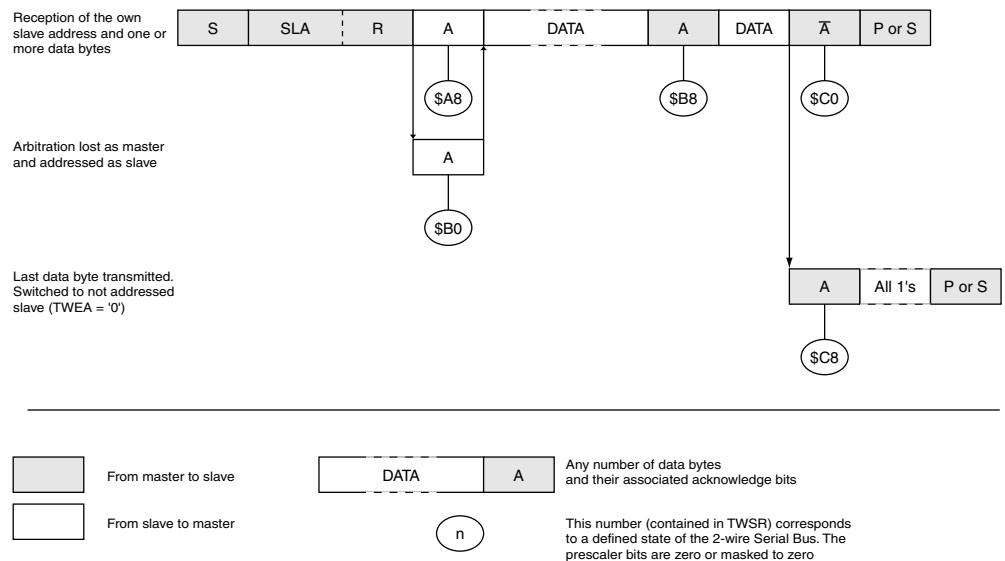 Reception of the own
slave address and one or
more data bytes
S SLA R A DATA A DATA A̅ P or S
$A8 $B8 $C0
Arbitration lost as master
and addressed as slave
A
$B0
Last data byte transmitted.
Switched to not addressed
slave (TWEA = '0')
A All 1's P or S
$C8
From master to slave
From slave to master
DATA A
Any number of data bytes
and their associated acknowledge bits
n
This number (contained in TWSR) corresponds
to a defined state of the 2-wire Serial Bus. The
prescaler bits are zero or masked to zero